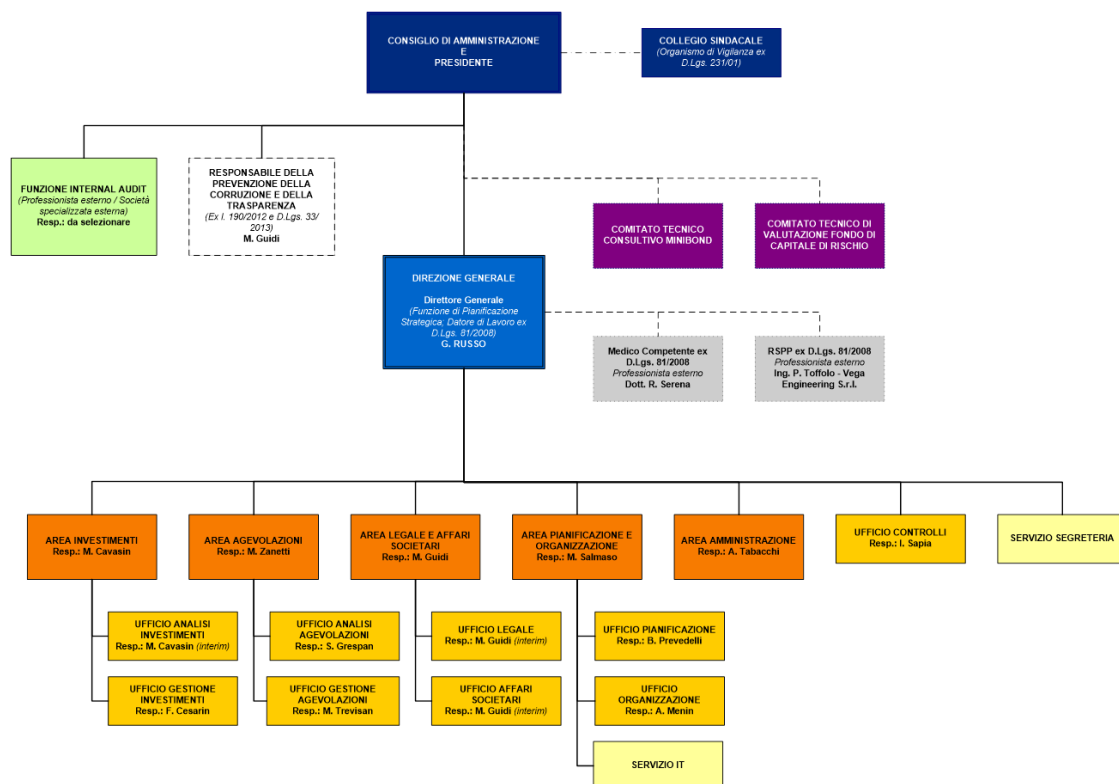 CONSIGLIO DI AMMINISTRAZIONE
E
PRESIDENTE
COLLEGIO SINDACALE
(Organismo di Vigilanza ex
D.Lgs. 231/01)
FUNZIONE INTERNAL AUDIT
(Professionista esterno / Società
specializzata esterna)
Resp.: da selezionare
RESPONSABILE DELLA
PREVENZIONE DELLA
CORRUZIONE E DELLA
TRASPARENZA
(Ex l. 190/2012 e D.Lgs. 33/
2013)
M. Guidi
COMITATO TECNICO
CONSULTIVO MINIBOND
COMITATO TECNICO DI
VALUTAZIONE FONDO DI
CAPITALE DI RISCHIO
DIREZIONE GENERALE
Direttore Generale
(Funzione di Pianificazione
Strategica; Datore di Lavoro ex
D.Lgs. 81/2008)
G. RUSSO
Medico Competente ex
D.Lgs. 81/2008
Professionista esterno
Dott. R. Serena
RSPP ex D.Lgs. 81/2008
Professionista esterno
Ing. P. Toffolo - Vega
Engineering S.r.l.
AREA INVESTIMENTI
Resp.: M. Cavasin
AREA AGEVOLAZIONI
Resp.: M. Zanetti
AREA LEGALE E AFFARI
SOCIETARI
Resp.: M. Guidi
AREA PIANIFICAZIONE E
ORGANIZZAZIONE
Resp.: M. Salmaso
AREA AMMINISTRAZIONE
Resp.: A. Tabacchi
UFFICIO CONTROLLI
Resp.: I. Sapia
SERVIZIO SEGRETERIA
UFFICIO ANALISI
INVESTIMENTI
Resp.: M. Cavasin (interim)
UFFICIO ANALISI
AGEVOLAZIONI
Resp.: S. Grespan
UFFICIO LEGALE
Resp.: M. Guidi (interim)
UFFICIO PIANIFICAZIONE
Resp.: B. Prevedelli
UFFICIO GESTIONE
INVESTIMENTI
Resp.: F. Cesarin
UFFICIO GESTIONE
AGEVOLAZIONI
Resp.: M. Trevisan
UFFICIO AFFARI
SOCIETARI
Resp.: M. Guidi (interim)
UFFICIO
ORGANIZZAZIONE
Resp.: A. Menin
SERVIZIO IT